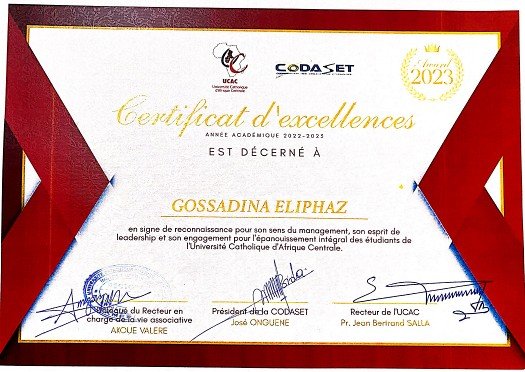 UCAC
Université Catholique
d'Afrique Centrale
CODASET
Award
2023
Certificat d'excellences
ANNÉE ACADÉMIQUE 2022-2023
EST DÉCERNÉ À
GOSSADINA ELIPHAZ
en signe de reconnaissance pour son sens du management, son esprit de
leadership et son engagement pour l'épanouissement intégral des étudiants de
l'Université Catholique d'Afrique Centrale.
Délégué du Recteur en
charge de la vie associative
AKOUE VALERE
Président de la CODASET
José ONGUENE
Recteur de l'UCAC
Pr. Jean Bertrand SALLA